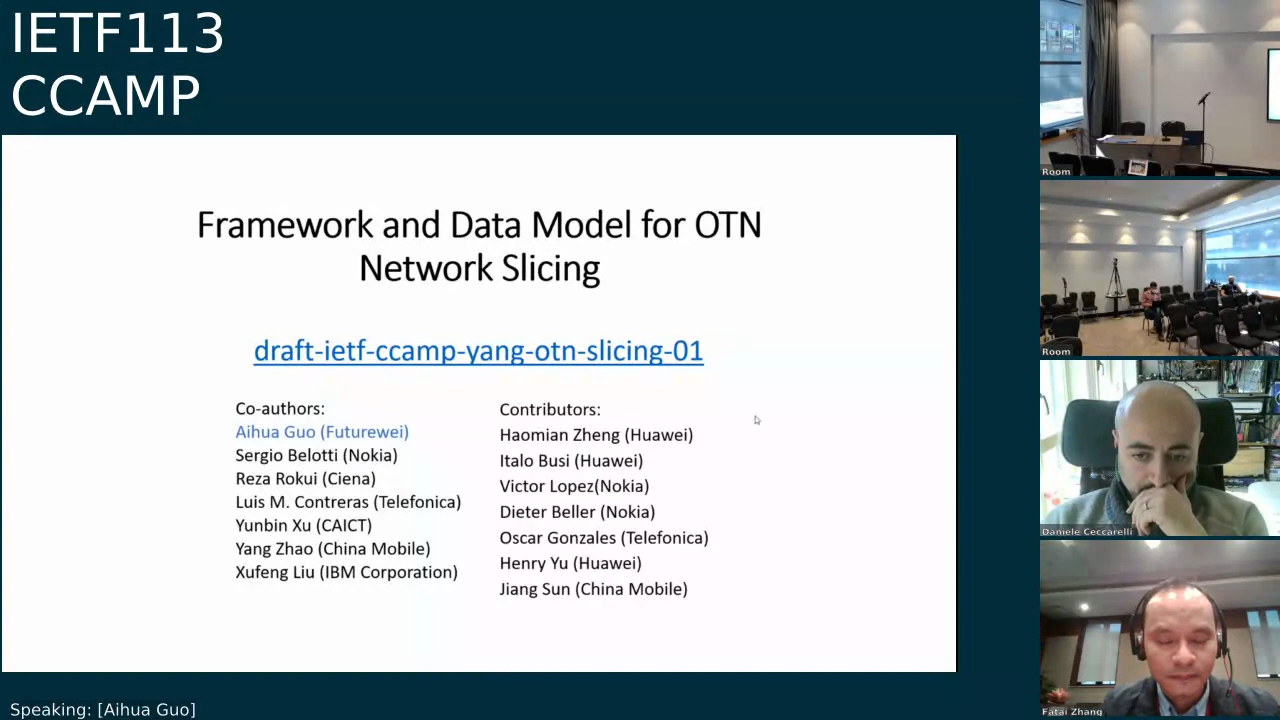 IETF113
CCAMP
Framework and Data Model for OTN
Network Slicing
draft-ietf-ccamp-yang-otn-slicing-01
Co-authors:
Aihua Guo (Futurewei)
Sergio Belotti (Nokia)
Reza Rokui (Ciena)
Luis M. Contreras (Telefonica)
Yunbin Xu (CAICT)
Yang Zhao (China Mobile)
Xufeng Liu (IBM Corporation)
Contributors:
Haomian Zheng (Huawei)
Italo Busi (Huawei)
Victor Lopez(Nokia)
Dieter Beller (Nokia)
Oscar Gonzales (Telefonica)
Henry Yu (Huawei)
Jiang Sun (China Mobile)
Room
Room
Daniele Ceccarelli
Fatai Zhang
Speaking: [Aihua Guo]